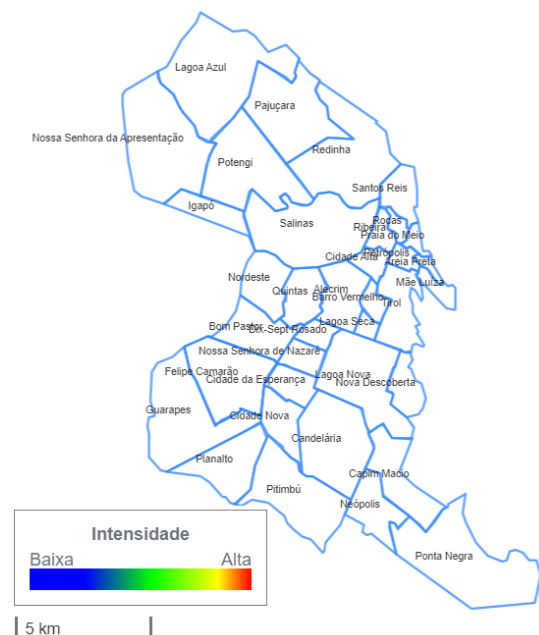 Lagoa Azul
Pajuçara
Nossa Senhora da Apresentação
Redinha
Potengi
Santos Reis
Igapó
Salinas
Rocas
Ribeira
Praia do Meio
Petrópolis
Cidade Alta
Areia Preta
Nordeste
Mãe Luiza
Quintas
Alecrim
Barro Vermelho
Tirol
Lagoa Seca
Bom Pastor
Dix-Sept Rosado
Nossa Senhora de Nazaré
Felipe Camarão
Cidade da Esperança
Lagoa Nova
Nova Descoberta
Guarapes
Cidade Nova
Candelária
Planalto
Capim Macio
Pitimbú
Neópolis
Ponta Negra
Intensidade
Baixa Alta
5 km